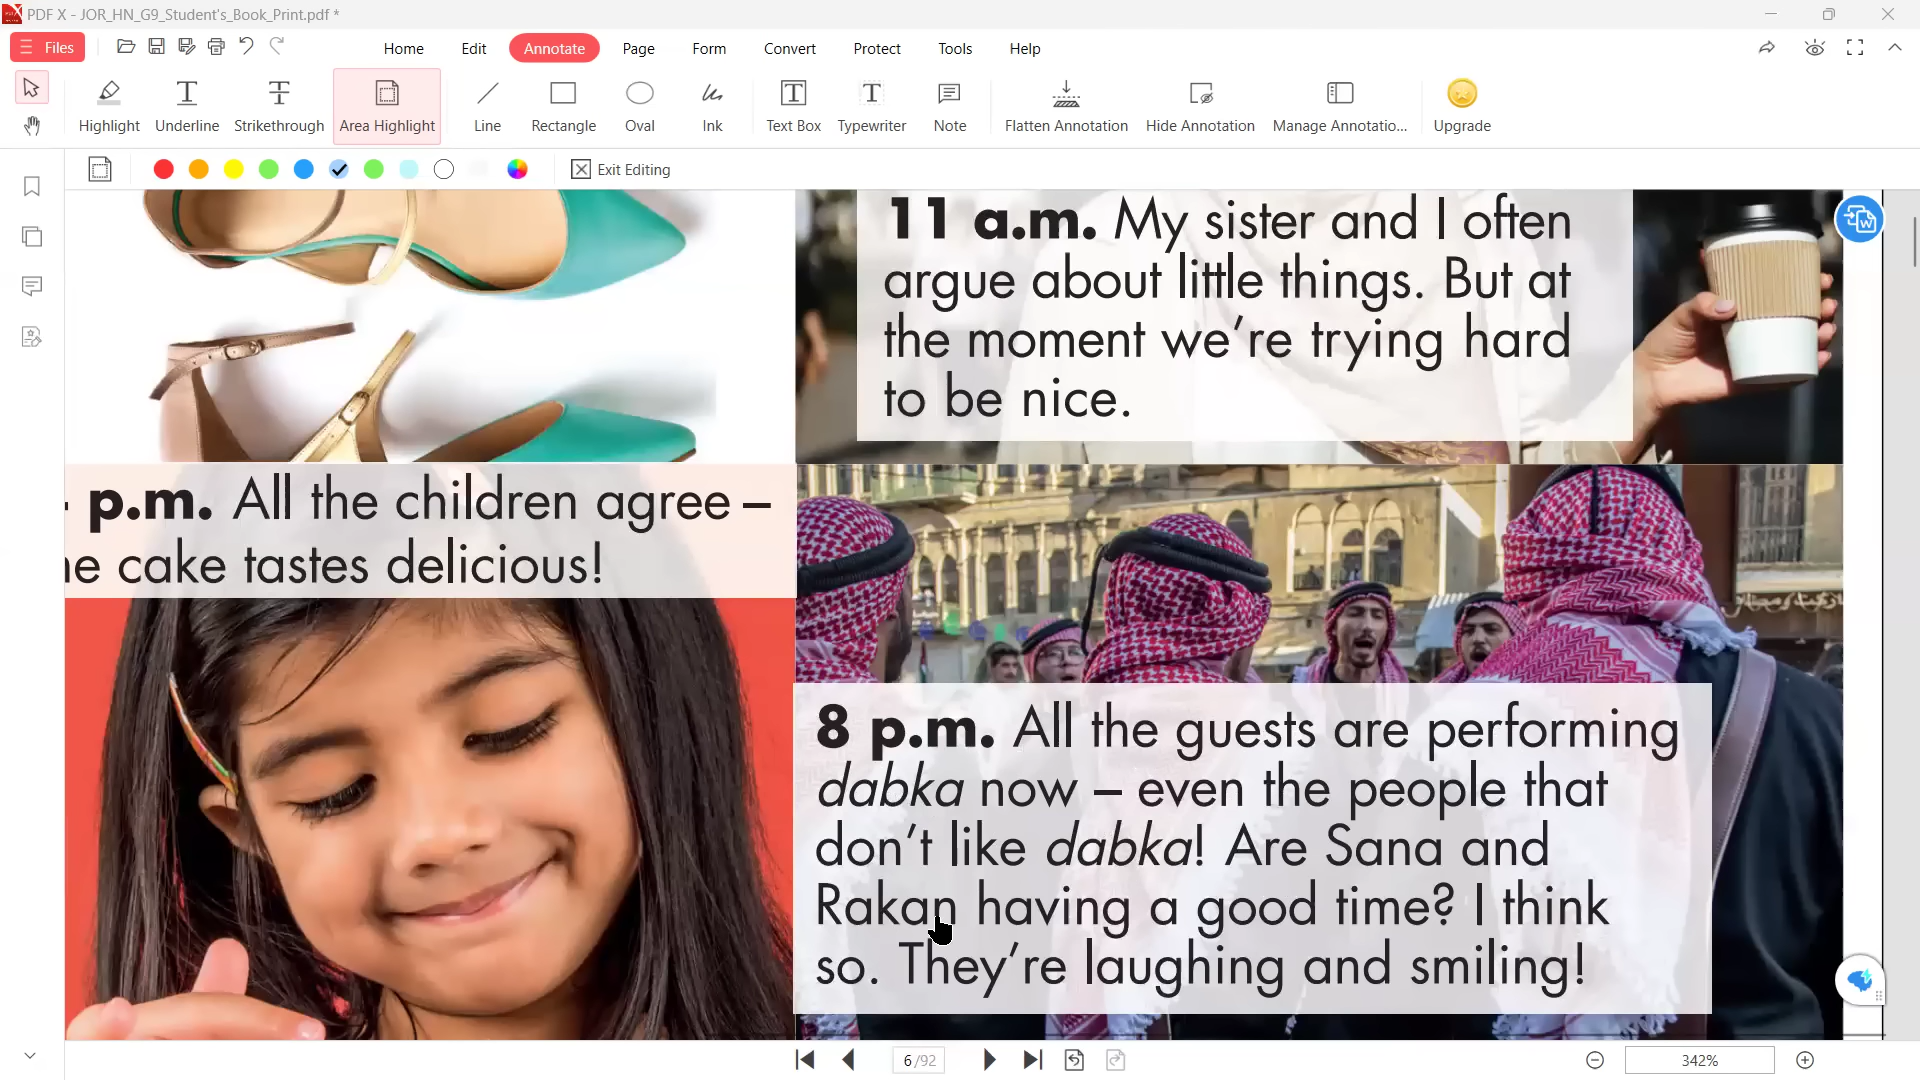 PDF X - JOR_HN_G9_Student's_Book_Print.pdf *
Files
Home Edit Annotate Page Form Convert Protect Tools Help
Highlight Underline Strikethrough Area Highlight Line Rectangle Oval Ink Text Box Typewriter Note Flatten Annotation Hide Annotation Manage Annotatio... Upgrade
Exit Editing
11 a.m. My sister and I often
argue about little things. But at
the moment we're trying hard
to be nice.
p.m. All the children agree –
e cake tastes delicious!
8 p.m. All the guests are performing
dabka now – even the people that
don't like dabka! Are Sana and
Rakan having a good time? I think
so. They're laughing and smiling!
6 /92
342%